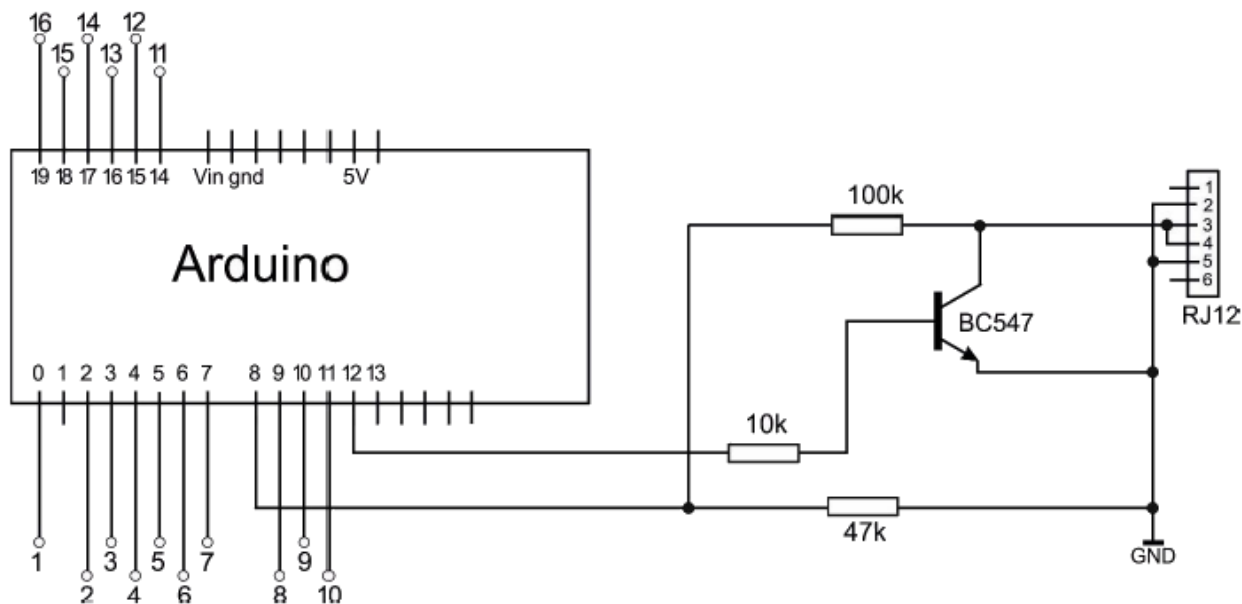 16 14 12
15 13 11
19 18 17 16 15 14 Vin gnd 5V
Arduino
0 1 2 3 4 5 6 7 8 9 10 11 12 13
1 3 5 7 9
2 4 6 8 10
100k
BC547
10k
47k
GND
1
2
3
4
5
6
RJ12